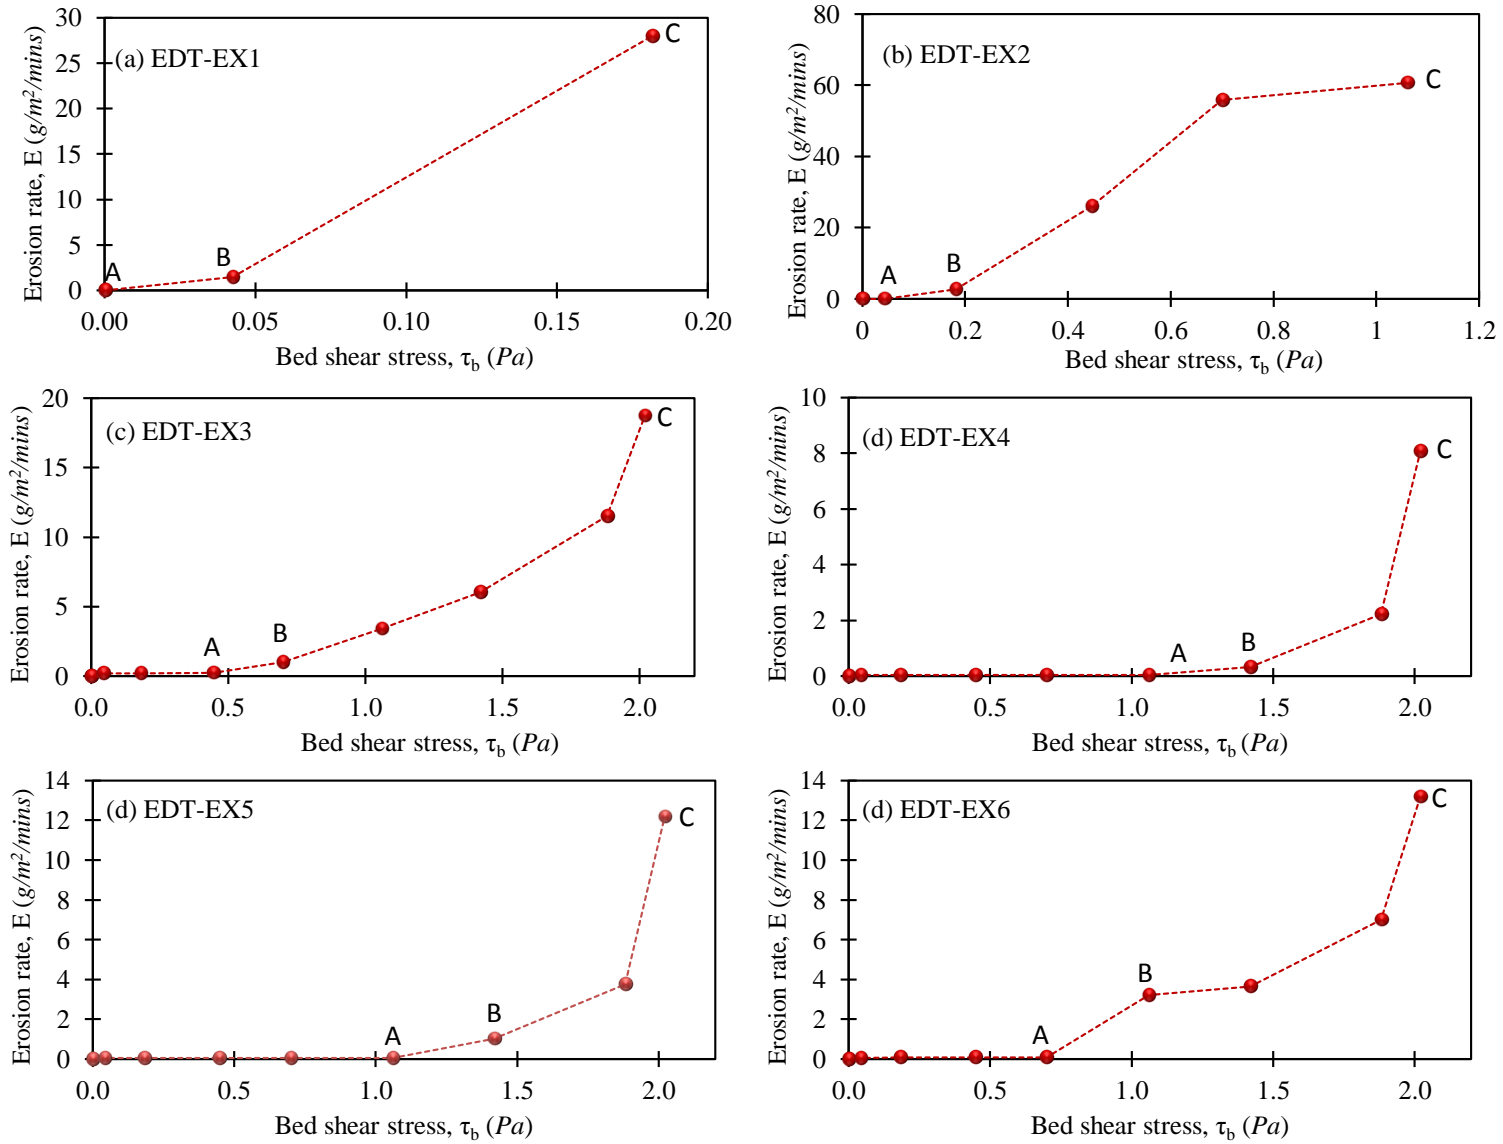 (a) EDT-EX1
Erosion rate, E (g/m²/mins)
30
25
20
15
10
5
0
A
B
C
0.00
0.05
0.10
0.15
0.20
Bed shear stress, τb (Pa)
(b) EDT-EX2
Erosion rate, E (g/m²/mins)
80
60
40
20
0
A
B
C
0
0.2
0.4
0.6
0.8
1
1.2
Bed shear stress, τb (Pa)
(c) EDT-EX3
Erosion rate, E (g/m²/mins)
20
15
10
5
0
A
B
C
0.0
0.5
1.0
1.5
2.0
Bed shear stress, τb (Pa)
(d) EDT-EX4
Erosion rate, E (g/m²/mins)
10
8
6
4
2
0
A
B
C
0.0
0.5
1.0
1.5
2.0
Bed shear stress, τb (Pa)
(d) EDT-EX5
Erosion rate, E (g/m²/mins)
14
12
10
8
6
4
2
0
A
B
C
0.0
0.5
1.0
1.5
2.0
Bed shear stress, τb (Pa)
(d) EDT-EX6
Erosion rate, E (g/m²/mins)
14
12
10
8
6
4
2
0
A
B
C
0.0
0.5
1.0
1.5
2.0
Bed shear stress, τb (Pa)